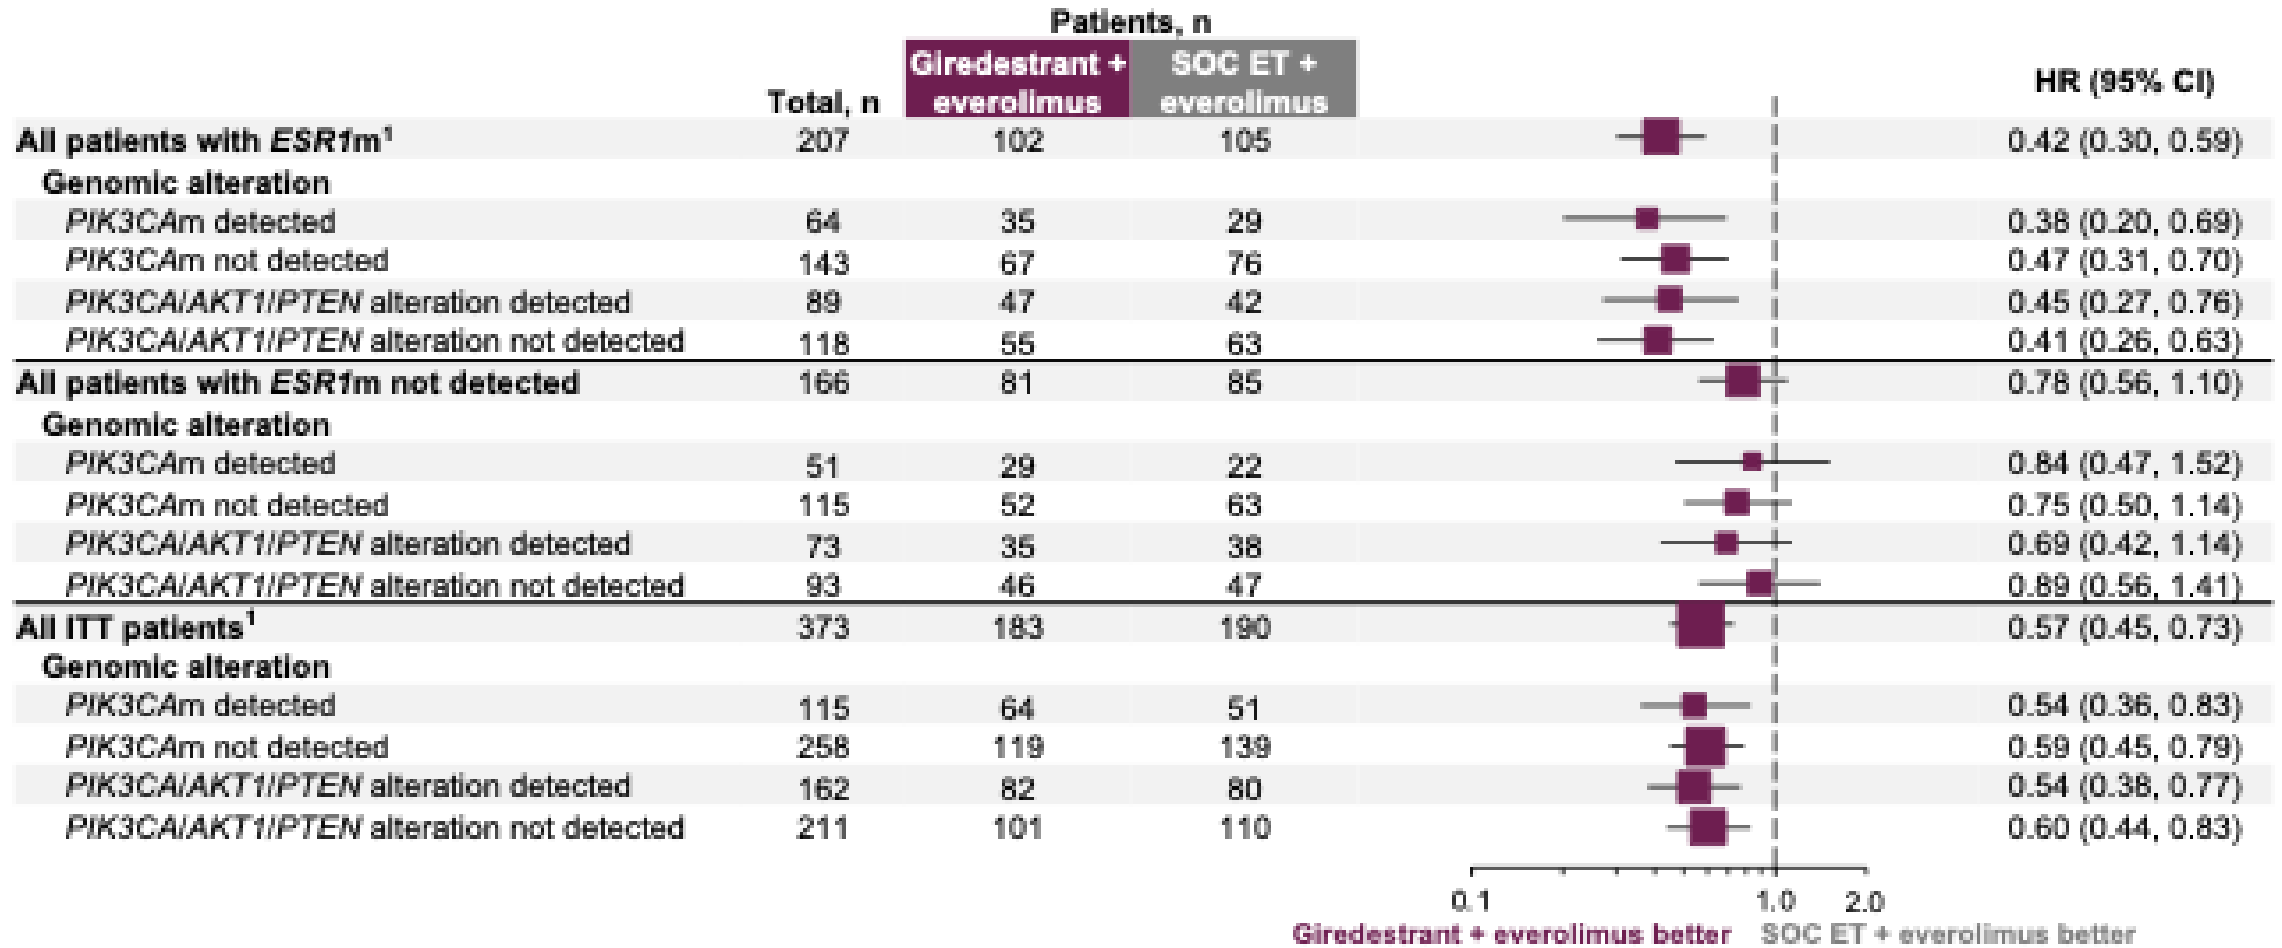 Patients, n
Total, n Giredestrant + everolimus SOC ET + everolimus HR (95% CI)
All patients with ESR1m¹ 207 102 105 0.42 (0.30, 0.59)
Genomic alteration
PIK3CAm detected 64 35 29 0.38 (0.20, 0.69)
PIK3CAm not detected 143 67 76 0.47 (0.31, 0.70)
PIK3CA/AKT1/PTEN alteration detected 89 47 42 0.45 (0.27, 0.76)
PIK3CA/AKT1/PTEN alteration not detected 118 55 63 0.41 (0.26, 0.63)
All patients with ESR1m not detected 166 81 85 0.78 (0.56, 1.10)
Genomic alteration
PIK3CAm detected 51 29 22 0.84 (0.47, 1.52)
PIK3CAm not detected 115 52 63 0.75 (0.50, 1.14)
PIK3CA/AKT1/PTEN alteration detected 73 35 38 0.69 (0.42, 1.14)
PIK3CA/AKT1/PTEN alteration not detected 93 46 47 0.89 (0.56, 1.41)
All ITT patients¹ 373 183 190 0.57 (0.45, 0.73)
Genomic alteration
PIK3CAm detected 115 64 51 0.54 (0.36, 0.83)
PIK3CAm not detected 258 119 139 0.59 (0.45, 0.79)
PIK3CA/AKT1/PTEN alteration detected 162 82 80 0.54 (0.38, 0.77)
PIK3CA/AKT1/PTEN alteration not detected 211 101 110 0.60 (0.44, 0.83)
0.1 1.0 2.0
Giredestrant + everolimus better SOC ET + everolimus better